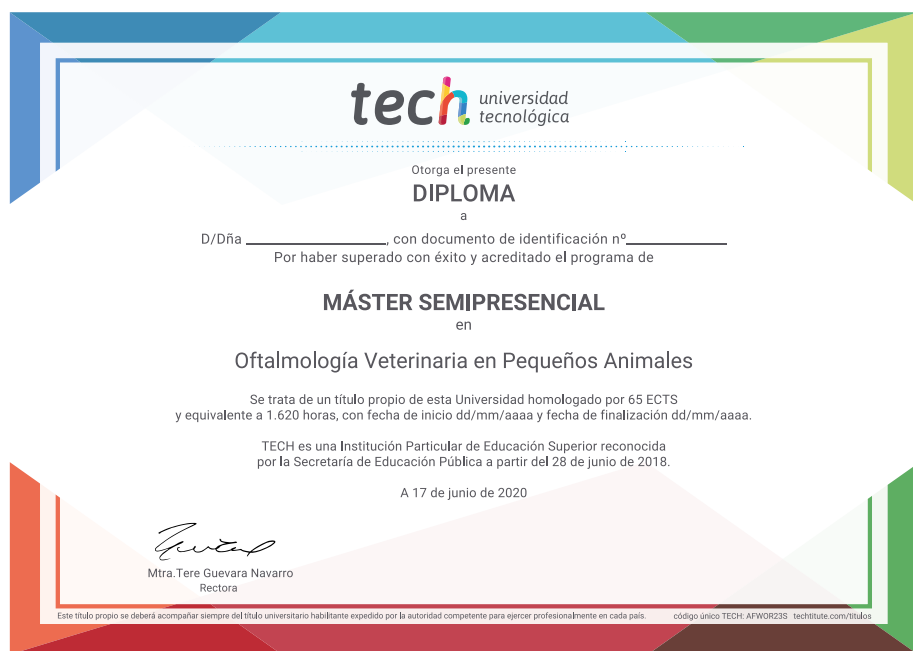 tech universidad
tecnológica
Otorga el presente
DIPLOMA
a
D/Dña ____________________, con documento de identificación nº______________
Por haber superado con éxito y acreditado el programa de
MÁSTER SEMIPRESENCIAL
en
Oftalmología Veterinaria en Pequeños Animales
Se trata de un título propio de esta Universidad homologado por 65 ECTS
y equivalente a 1.620 horas, con fecha de inicio dd/mm/aaaa y fecha de finalización dd/mm/aaaa.
TECH es una Institución Particular de Educación Superior reconocida
por la Secretaría de Educación Pública a partir del 28 de junio de 2018.
A 17 de junio de 2020
Mtra.Tere Guevara Navarro
Rectora
Este título propio se deberá acompañar siempre del título universitario habilitante expedido por la autoridad competente para ejercer profesionalmente en cada país. código único TECH: AFWOR23S techtitute.com/titulos